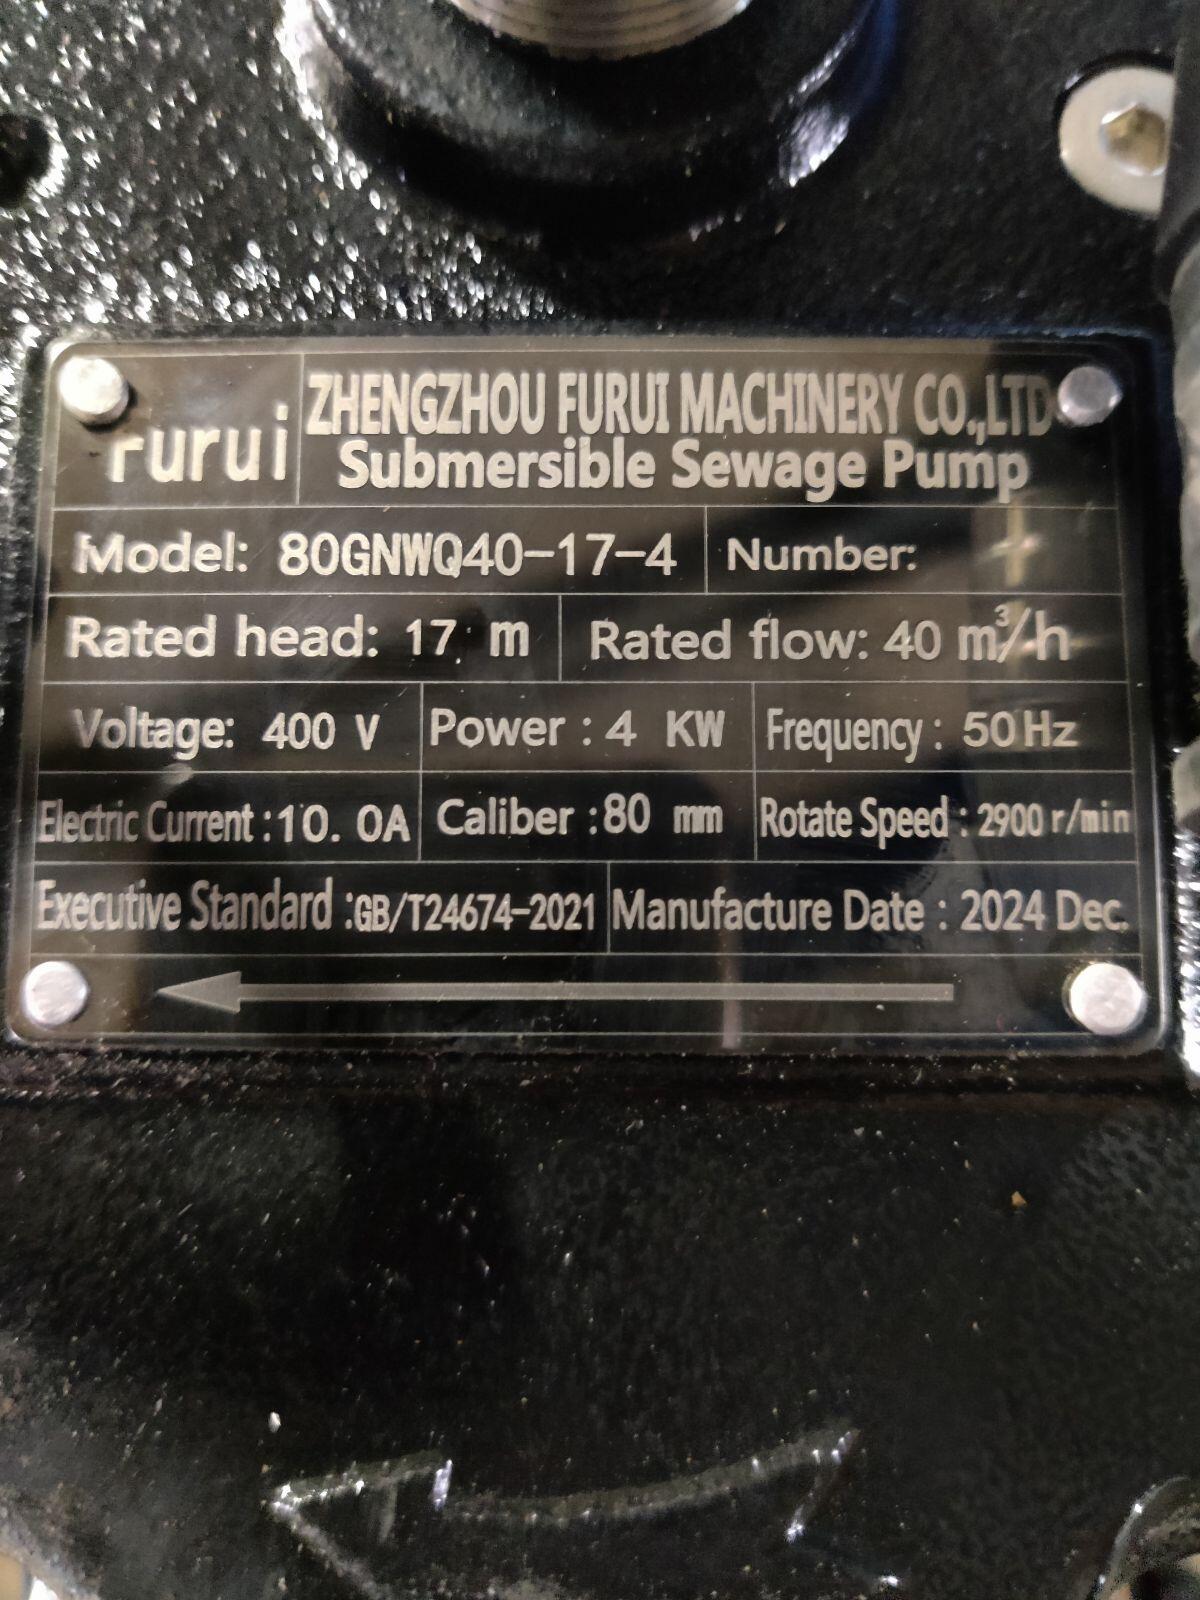 Furui
ZHENGZHOU FURUI MACHINERY CO.,LTD
Submersible Sewage Pump
Model: 80GNWQ40-17-4 Number:
Rated head: 17 m Rated flow: 40 m³/h
Voltage: 400 V Power : 4 KW Frequency : 50Hz
Electric Current :10. 0A Caliber :80 mm Rotate Speed : 2900 r/min
Executive Standard :GB/T24674-2021 Manufacture Date : 2024 Dec.